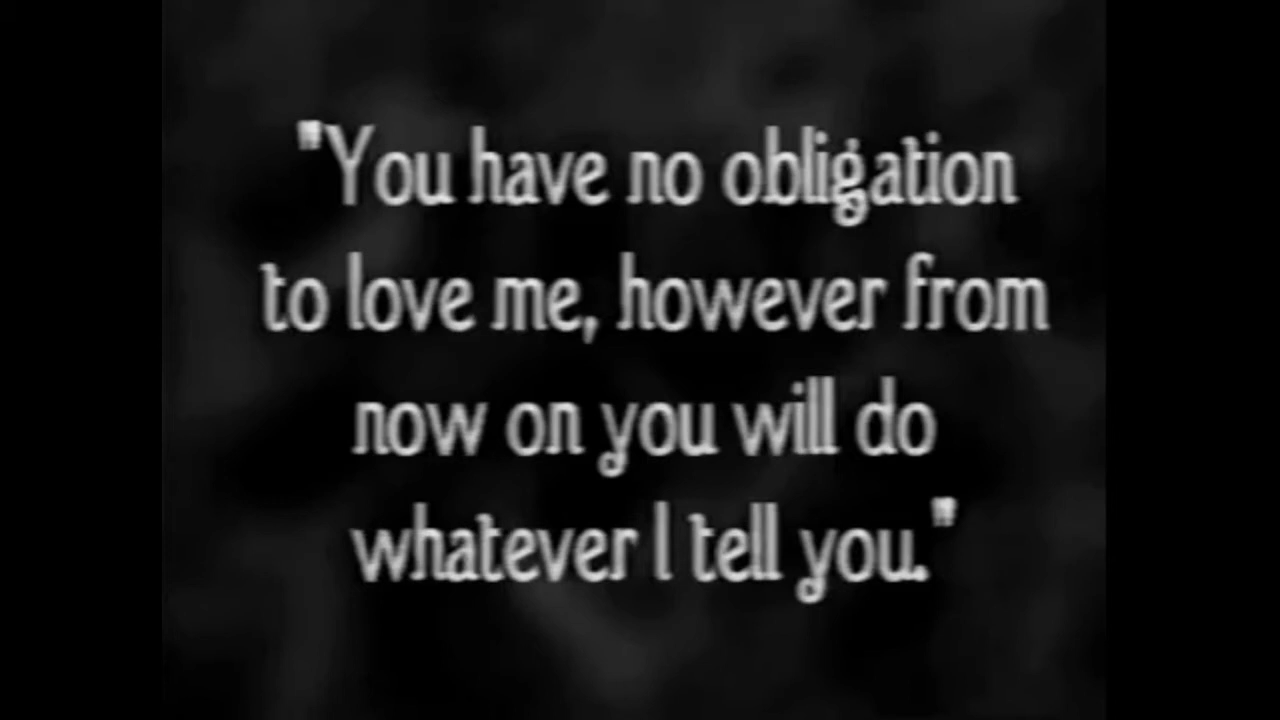 "You have no obligation
to love me, however from
now on you will do
whatever I tell you."